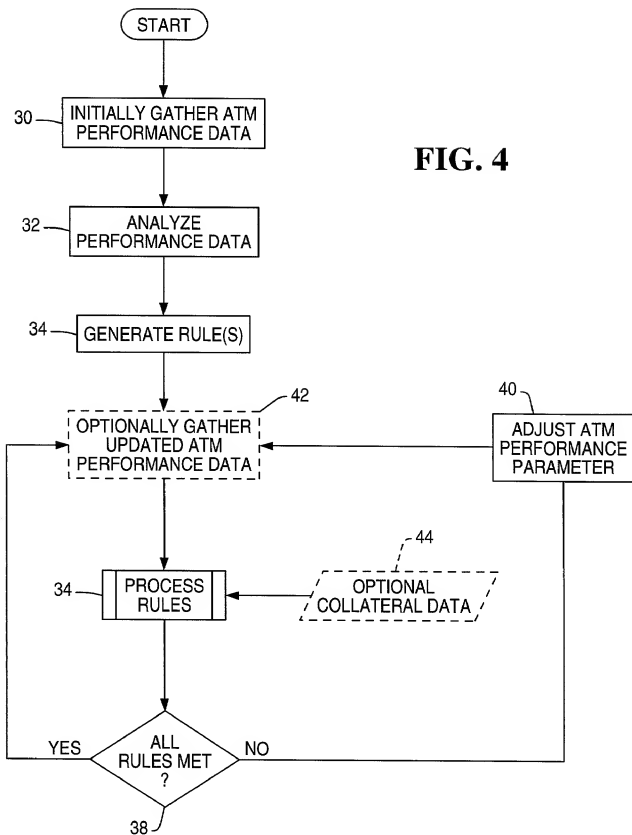 START
30
INITIALLY GATHER ATM
PERFORMANCE DATA
FIG. 4
32
ANALYZE
PERFORMANCE DATA
34
GENERATE RULE(S)
42
OPTIONALLY GATHER
UPDATED ATM
PERFORMANCE DATA
40
ADJUST ATM
PERFORMANCE
PARAMETER
34
PROCESS
RULES
44
OPTIONAL
COLLATERAL DATA
YES
ALL
RULES MET
?
NO
38